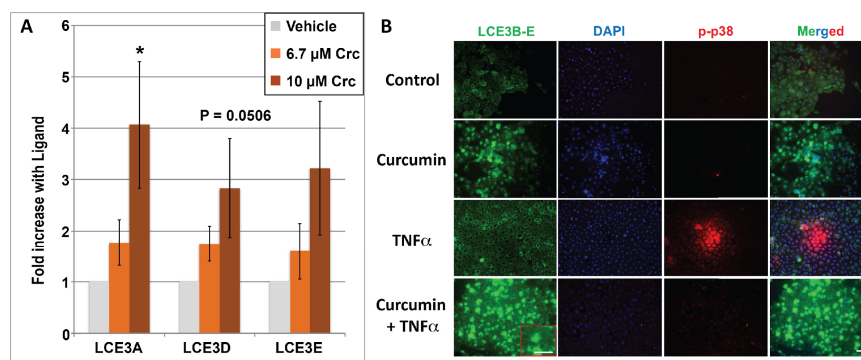 A
Fold increase with Ligand
6
5
4
3
2
1
0
Vehicle
6.7 µM Crc
10 µM Crc
*
P = 0.0506
LCE3A LCE3D LCE3E
B
LCE3B-E DAPI p-p38 Merged
Control
Curcumin
TNFα
Curcumin
+ TNFα